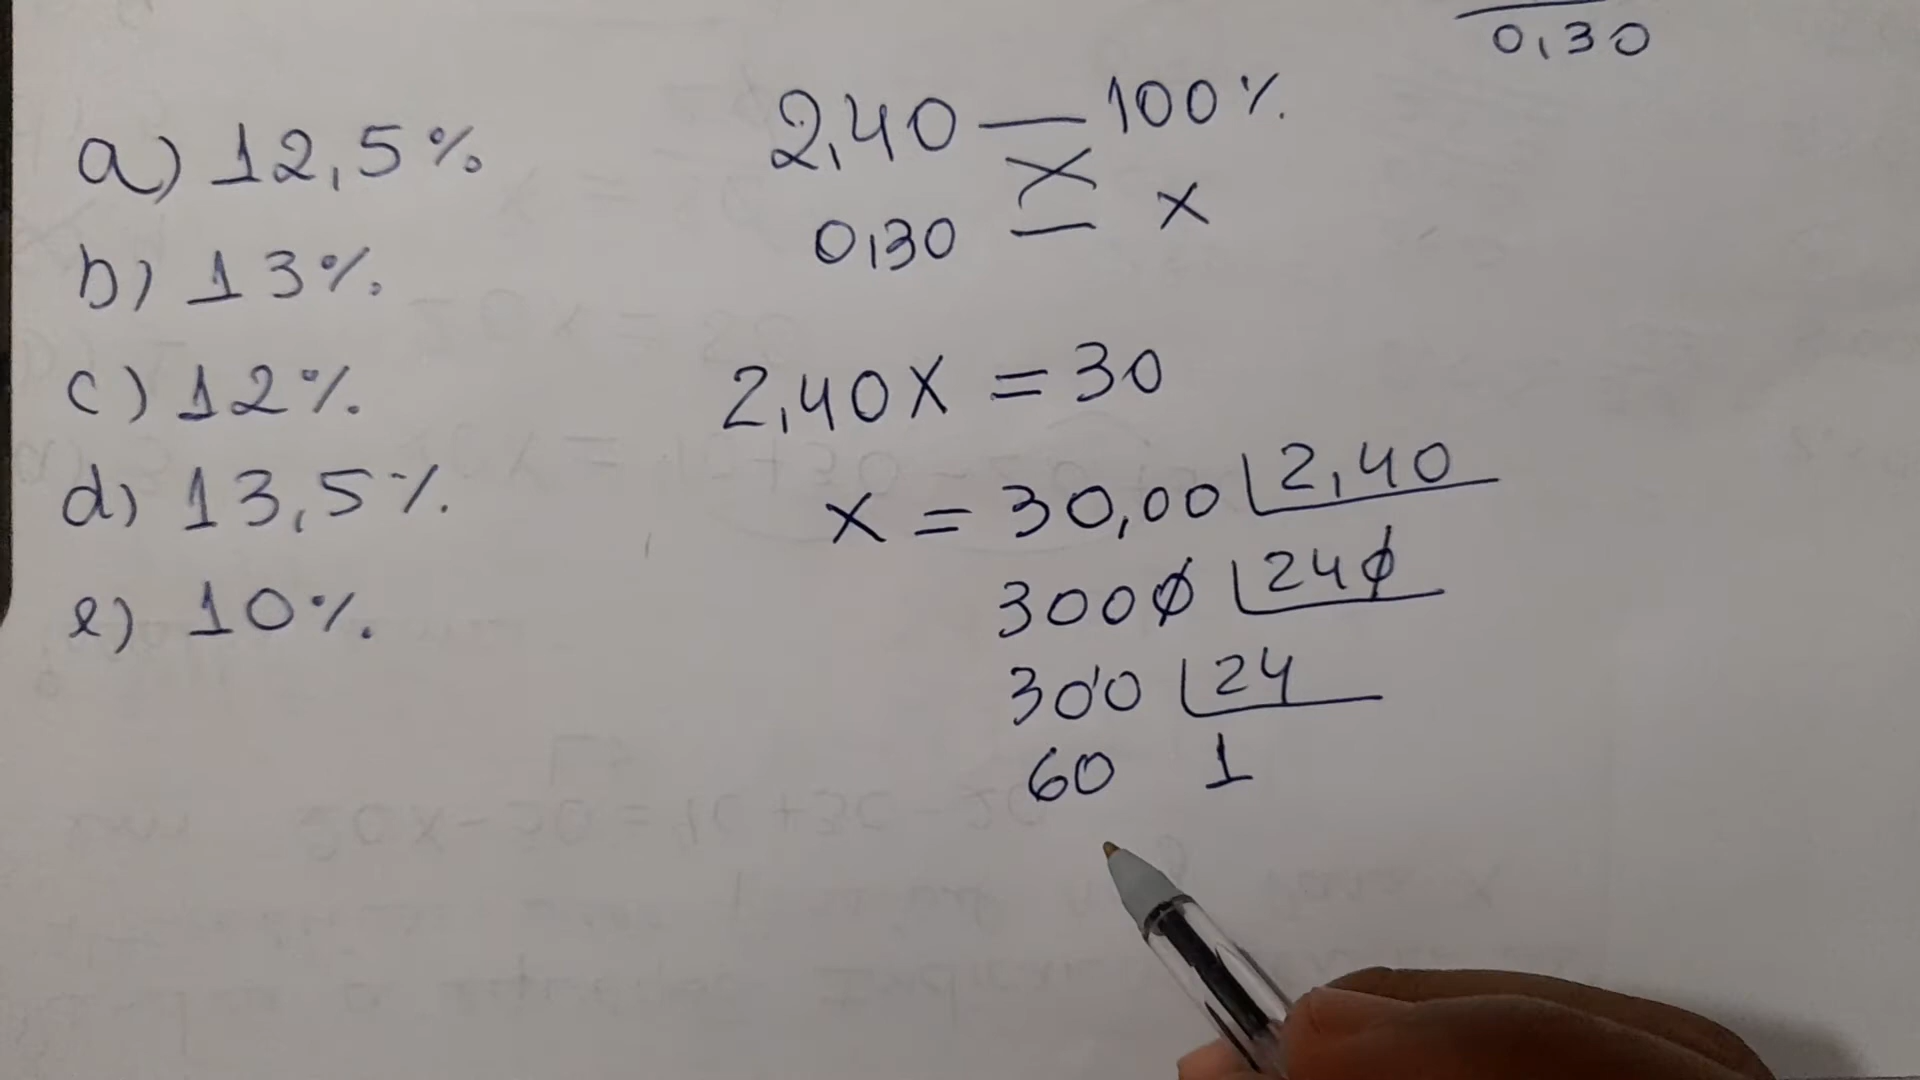 0,30
a) 12,5%
b) 13%
c) 12%
d) 13,5%
e) 10%
2,40 — 100%
0,30 — x
2,40x = 30
x = 30,00 2,40
3000 240
300 24
60 1